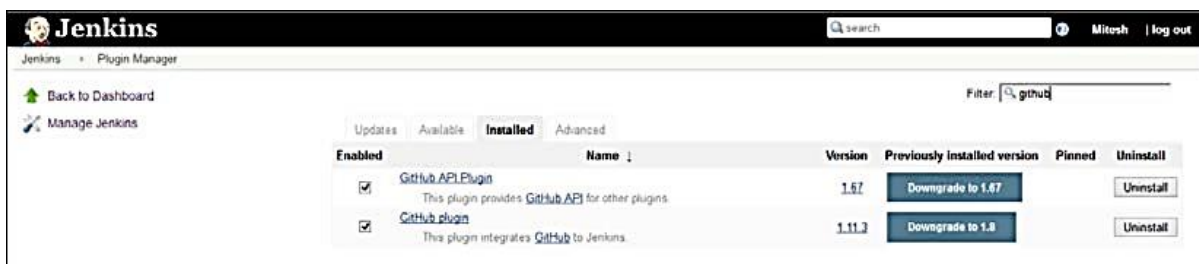 Jenkins
search
Mitesh | log out
Jenkins Plugin Manager
Back to Dashboard
Manage Jenkins
Filter: github
Updates Available Installed Advanced
Enabled Name ↓ Version Previously installed version Pinned Uninstall
GitHub API Plugin
This plugin provides GitHub API for other plugins.
1.67 Downgrade to 1.67 Uninstall
GitHub plugin
This plugin integrates GitHub to Jenkins.
1.11.3 Downgrade to 1.8 Uninstall